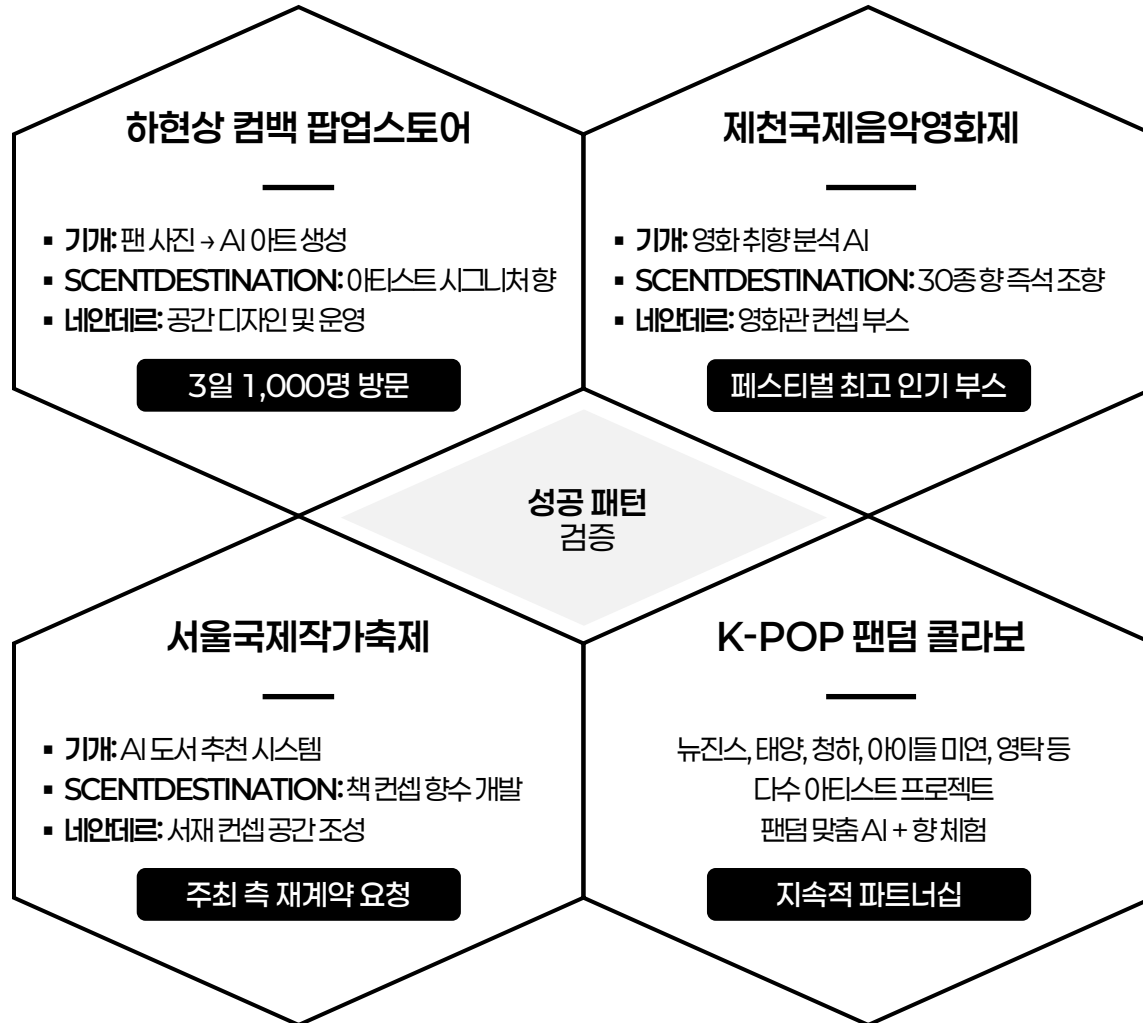 하현상 컴백 팝업스토어
▪ 기개: 팬 사진 → AI 아트 생성
▪ SCENTDESTINATION: 아티스트 시그니처 향
▪ 네안데르: 공간 디자인 및 운영
3일 1,000명 방문
제천국제음악영화제
▪ 기개: 영화 취향 분석 AI
▪ SCENTDESTINATION: 30종 향 즉석 조향
▪ 네안데르: 영화관 컨셉 부스
페스티벌 최고 인기 부스
성공 패턴
검증
서울국제작가축제
▪ 기개: AI 도서 추천 시스템
▪ SCENTDESTINATION: 책 컨셉 향수 개발
▪ 네안데르: 서재 컨셉 공간 조성
주최 측 재계약 요청
K-POP 팬덤 콜라보
뉴진스, 태양, 청하, 아이들 미연, 영탁 등
다수 아티스트 프로젝트
팬덤 맞춤 AI + 향 체험
지속적 파트너십